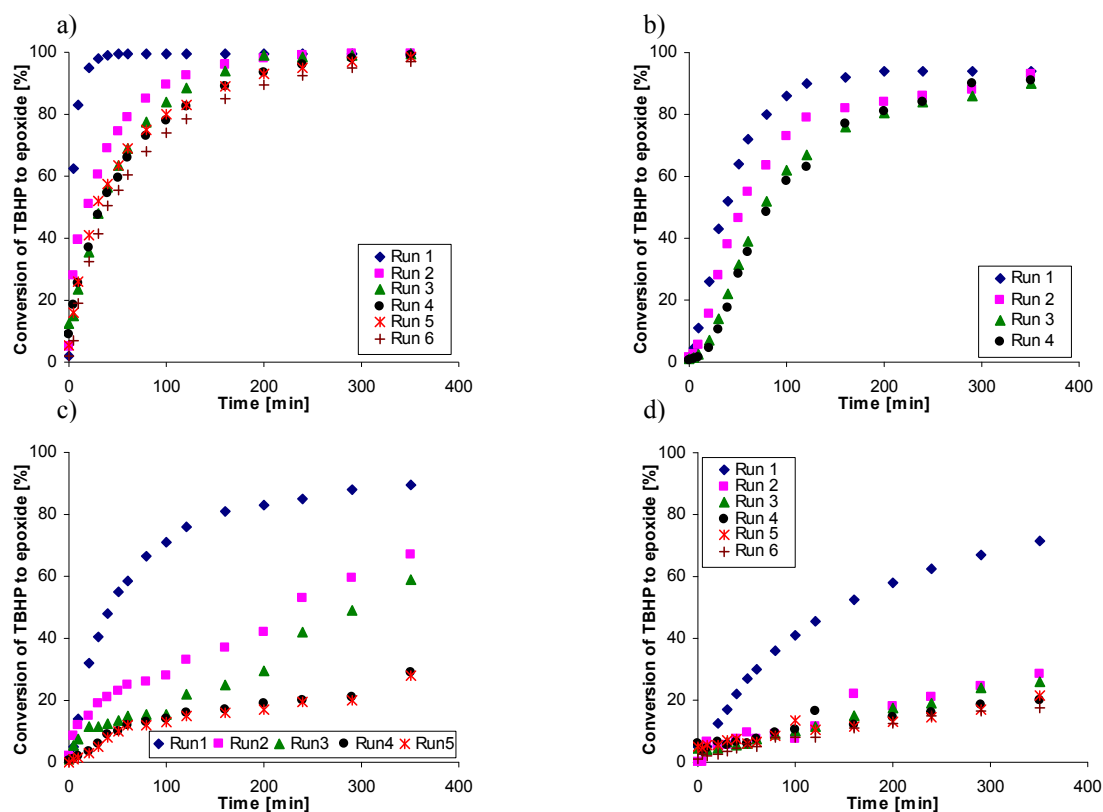 a)
Conversion of TBHP to epoxide [%]
100
80
60
40
20
0
Run 1
Run 2
Run 3
Run 4
Run 5
Run 6
0
100
200
300
400
Time [min]
b)
Conversion of TBHP to epoxide [%]
100
80
60
40
20
0
Run 1
Run 2
Run 3
Run 4
0
100
200
300
400
Time [min]
c)
Conversion of TBHP to epoxide [%]
100
80
60
40
20
0
Run1
Run2
Run3
Run4
Run5
0
100
200
300
400
Time [min]
d)
Conversion of TBHP to epoxide [%]
100
80
60
40
20
0
Run 1
Run 2
Run 3
Run 4
Run 5
Run 6
0
100
200
300
400
Time [min]